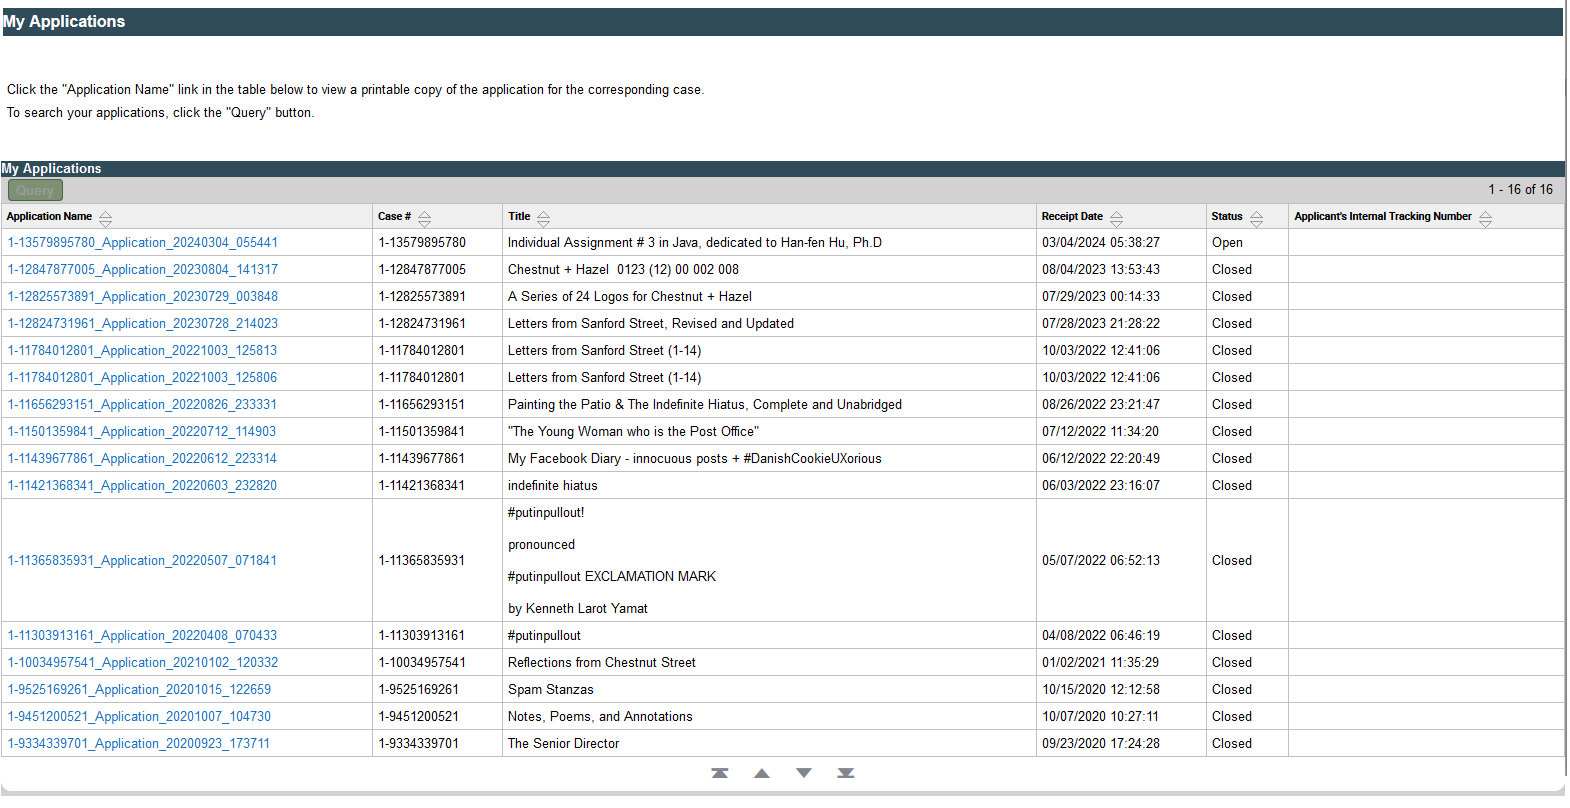 My Applications
Click the "Application Name" link in the table below to view a printable copy of the application for the corresponding case.
To search your applications, click the "Query" button.
My Applications
Query 1 - 16 of 16
Application Name Case # Title Receipt Date Status Applicant's Internal Tracking Number
1-13579895780_Application_20240304_055441 1-13579895780 Individual Assignment # 3 in Java, dedicated to Han-fen Hu, Ph.D 03/04/2024 05:38:27 Open
1-12847877005_Application_20230804_141317 1-12847877005 Chestnut + Hazel  0123 (12) 00 002 008 08/04/2023 13:53:43 Closed
1-12825573891_Application_20230729_003848 1-12825573891 A Series of 24 Logos for Chestnut + Hazel 07/29/2023 00:14:33 Closed
1-12824731961_Application_20230728_214023 1-12824731961 Letters from Sanford Street, Revised and Updated 07/28/2023 21:28:22 Closed
1-11784012801_Application_20221003_125813 1-11784012801 Letters from Sanford Street (1-14) 10/03/2022 12:41:06 Closed
1-11784012801_Application_20221003_125806 1-11784012801 Letters from Sanford Street (1-14) 10/03/2022 12:41:06 Closed
1-11656293151_Application_20220826_233331 1-11656293151 Painting the Patio & The Indefinite Hiatus, Complete and Unabridged 08/26/2022 23:21:47 Closed
1-11501359841_Application_20220712_114903 1-11501359841 "The Young Woman who is the Post Office" 07/12/2022 11:34:20 Closed
1-11439677861_Application_20220612_223314 1-11439677861 My Facebook Diary - innocuous posts + #DanishCookieUXorious 06/12/2022 22:20:49 Closed
1-11421368341_Application_20220603_232820 1-11421368341 indefinite hiatus 06/03/2022 23:16:07 Closed
#putinpullout!
pronounced
1-11365835931_Application_20220507_071841 1-11365835931 05/07/2022 06:52:13 Closed
#putinpullout EXCLAMATION MARK
by Kenneth Larot Yamat
1-11303913161_Application_20220408_070433 1-11303913161 #putinpullout 04/08/2022 06:46:19 Closed
1-10034957541_Application_20210102_120332 1-10034957541 Reflections from Chestnut Street 01/02/2021 11:35:29 Closed
1-9525169261_Application_20201015_122659 1-9525169261 Spam Stanzas 10/15/2020 12:12:58 Closed
1-9451200521_Application_20201007_104730 1-9451200521 Notes, Poems, and Annotations 10/07/2020 10:27:11 Closed
1-9334339701_Application_20200923_173711 1-9334339701 The Senior Director 09/23/2020 17:24:28 Closed